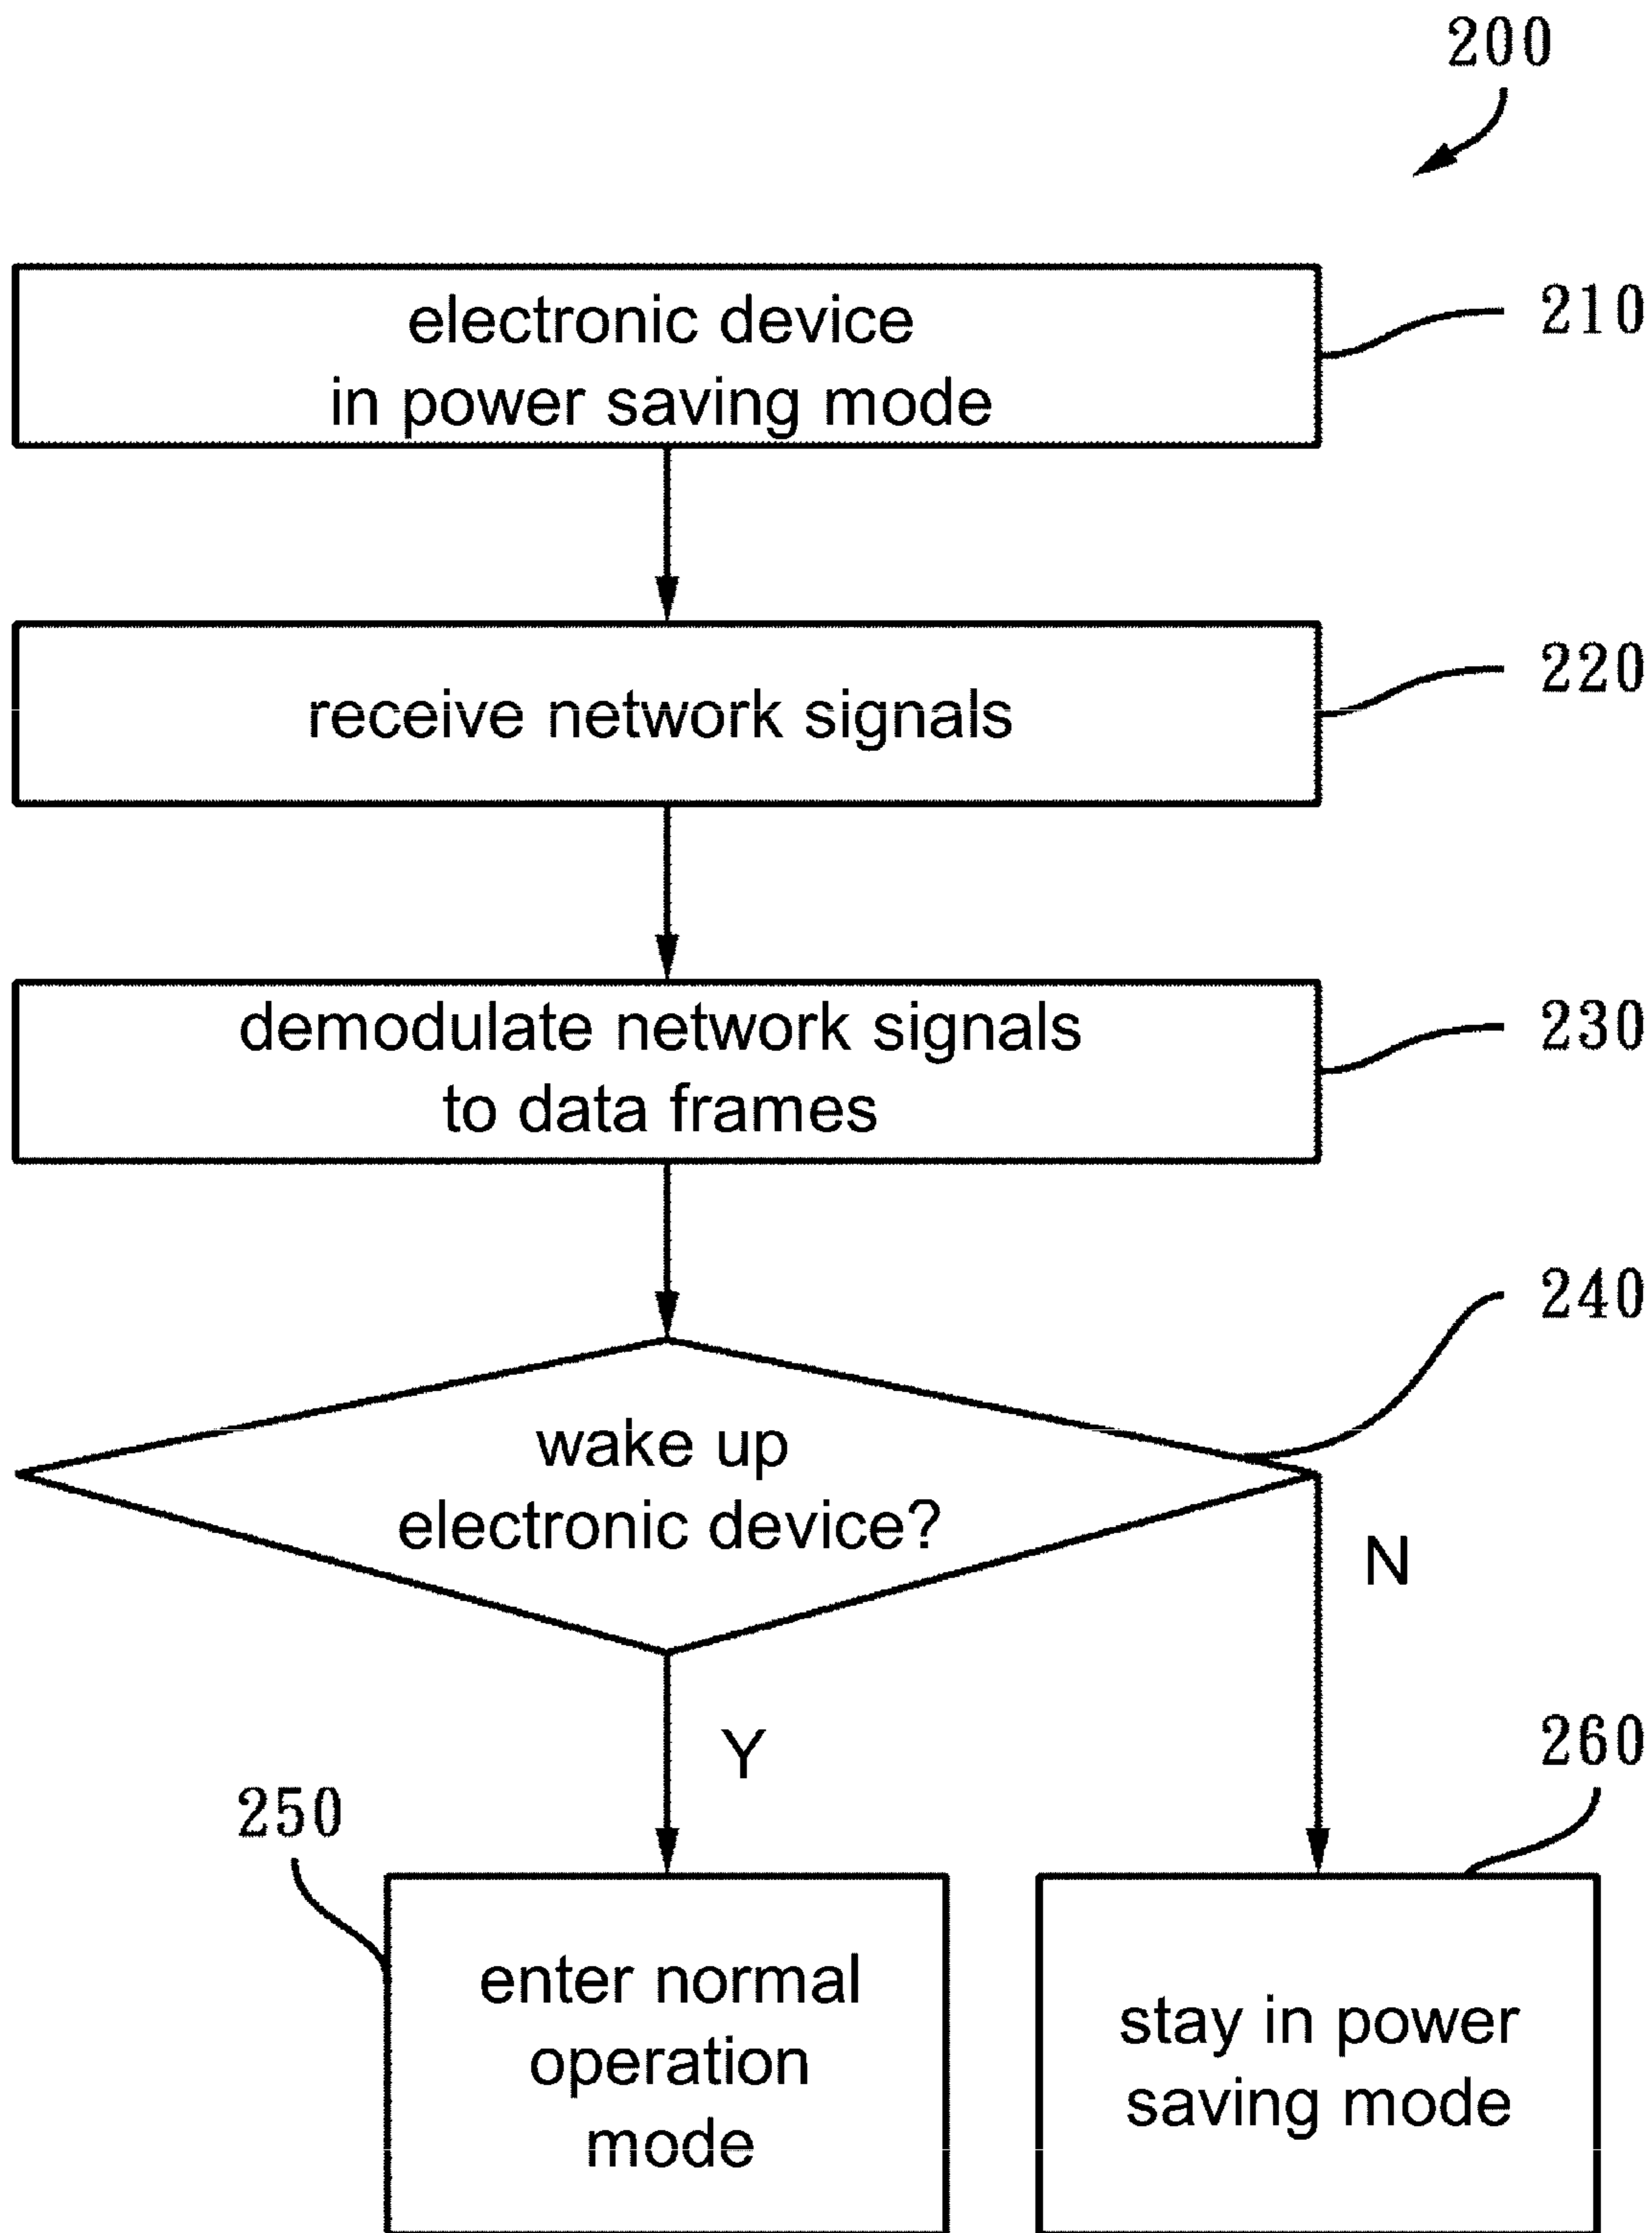 200
electronic device
in power saving mode
210
receive network signals
220
demodulate network signals
to data frames
230
240
wake up
electronic device?
N
Y
260
250
enter normal
operation
mode
stay in power
saving mode